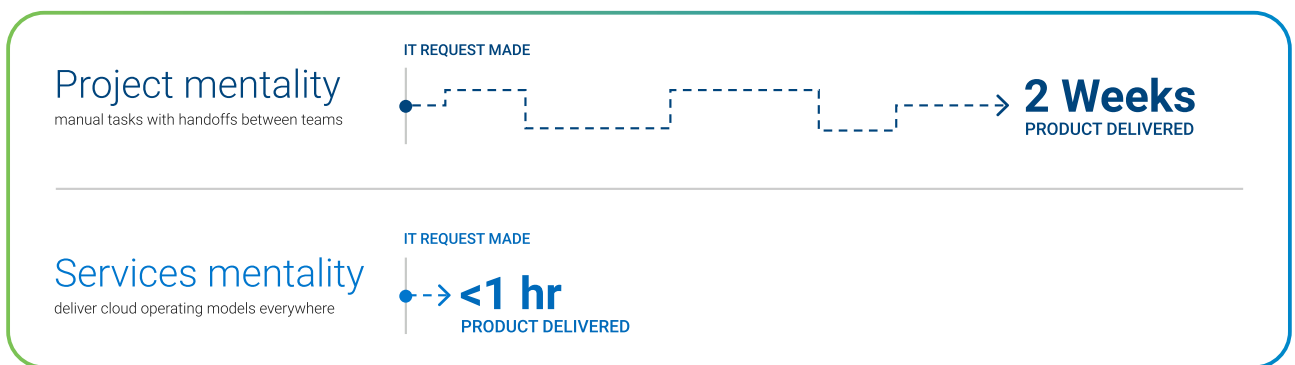 IT REQUEST MADE
Project mentality
manual tasks with handoffs between teams
2 Weeks
PRODUCT DELIVERED
IT REQUEST MADE
Services mentality
deliver cloud operating models everywhere
<1 hr
PRODUCT DELIVERED